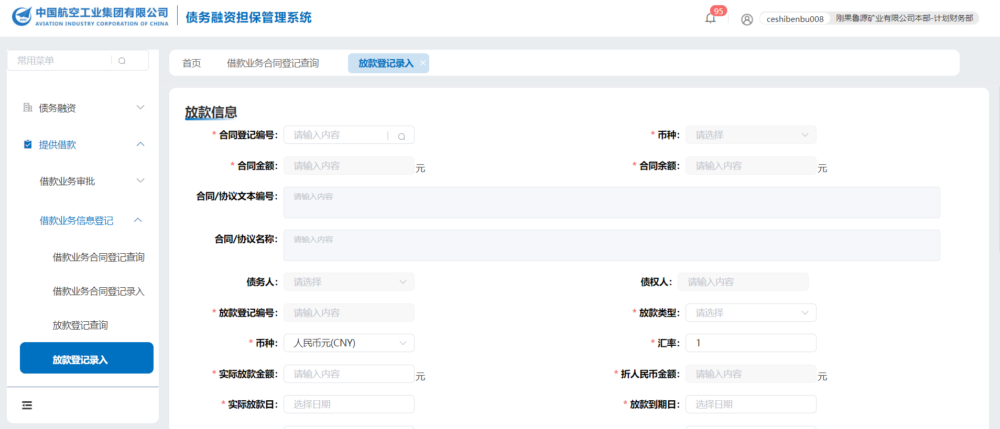 中国航空工业集团有限公司
AVIATION INDUSTRY CORPORATION OF CHINA
AVIC
债务融资担保管理系统
95
ceshibenbu008
刚果鲁源矿业有限公司本部-计划财务部
常用菜单
债务融资
提供借款
借款业务审批
借款业务信息登记
借款业务合同登记查询
借款业务合同登记录入
放款登记查询
放款登记录入
首页 借款业务合同登记查询 放款登记录入
放款信息
* 合同登记编号: 请输入内容 * 币种: 请选择
* 合同金额: 请输入内容 元 * 合同余额: 请输入内容 元
合同/协议文本编号: 请输入内容
合同/协议名称: 请输入内容
债务人: 请选择 债权人: 请输入内容
* 放款登记编号: 请输入内容 * 放款类型: 请选择
* 币种: 人民币元(CNY) * 汇率: 1
* 实际放款金额: 请输入内容 元 * 折人民币金额: 请输入内容 元
* 实际放款日: 选择日期 * 放款到期日: 选择日期